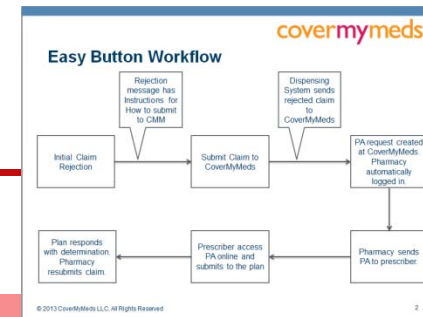 covermymeds
Easy Button Workflow
Rejection
message has
Instructions for
How to submit
to CMM
Dispensing
System sends
rejected claim
to
CoverMyMeds
Initial Claim
Rejection
Submit Claim to
CoverMyMeds
PA request created
at CoverMyMeds.
Pharmacy
automatically
logged in.
Plan responds
with determination.
Pharmacy
resubmits claim.
Prescriber access
PA online and
submits to the plan
Pharmacy sends
PA to prescriber.
© 2013 CoverMyMeds LLC. All Rights Reserved
2